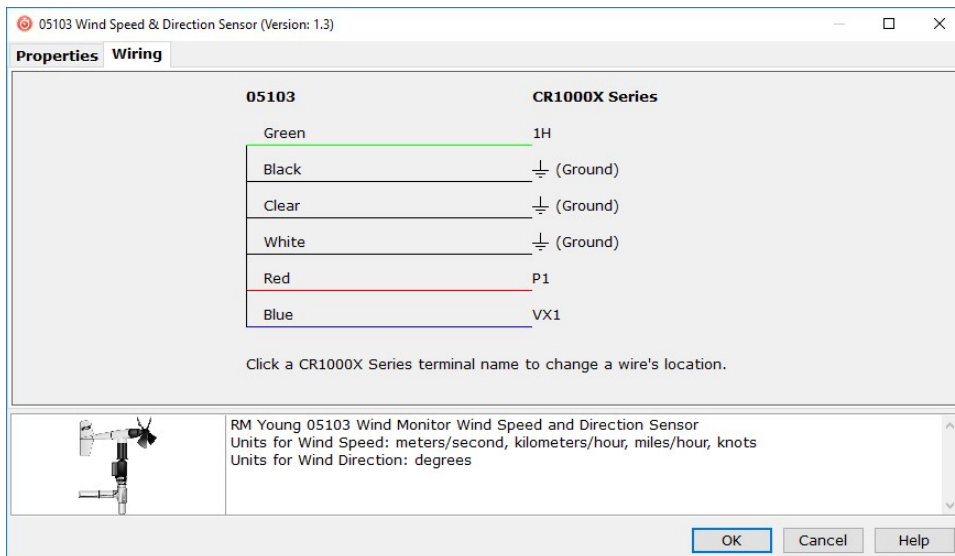 05103 Wind Speed & Direction Sensor (Version: 1.3)
Properties Wiring
05103 CR1000X Series
Green 1H
Black ⏚ (Ground)
Clear ⏚ (Ground)
White ⏚ (Ground)
Red P1
Blue VX1
Click a CR1000X Series terminal name to change a wire's location.
RM Young 05103 Wind Monitor Wind Speed and Direction Sensor
Units for Wind Speed: meters/second, kilometers/hour, miles/hour, knots
Units for Wind Direction: degrees
OK Cancel Help